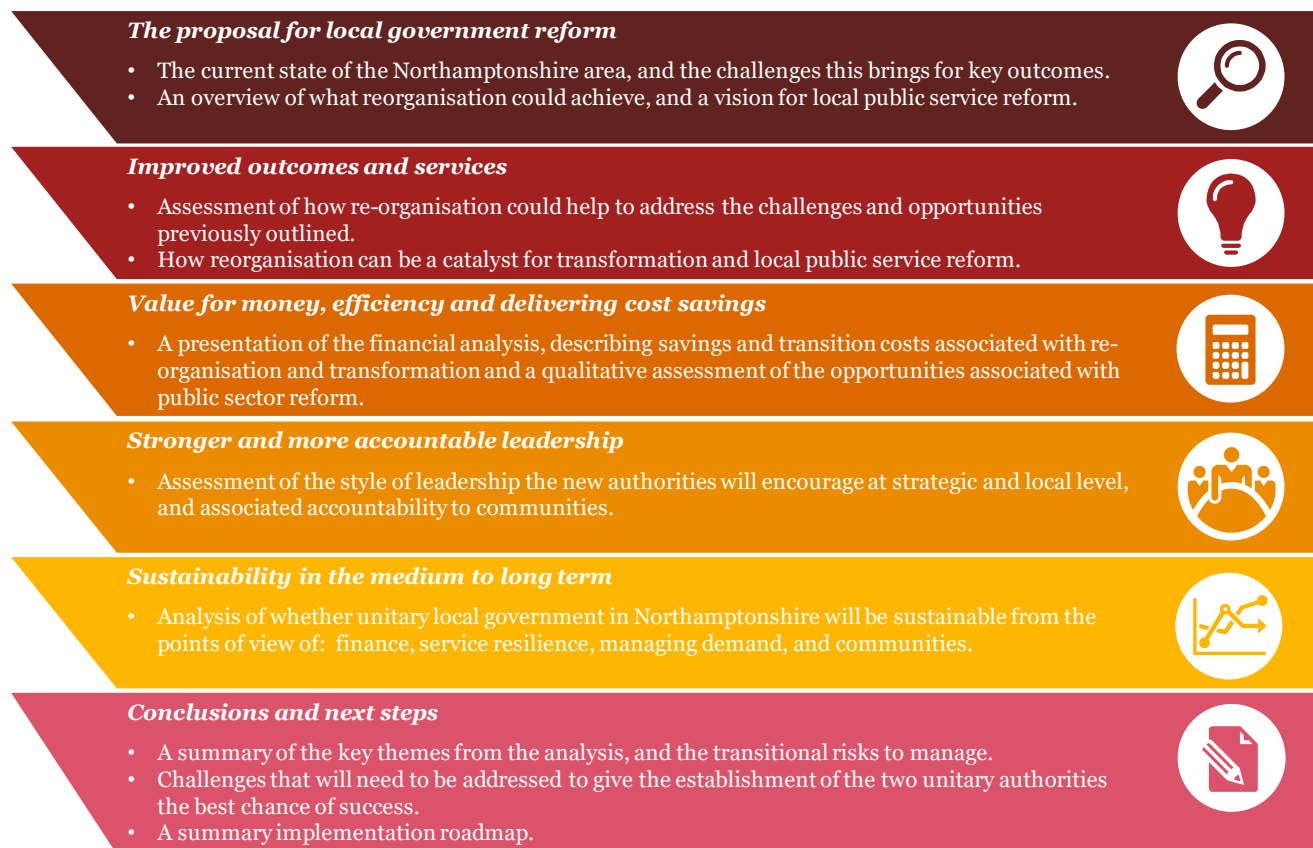 The proposal for local government reform
• The current state of the Northamptonshire area, and the challenges this brings for key outcomes.
• An overview of what reorganisation could achieve, and a vision for local public service reform.
Improved outcomes and services
• Assessment of how re-organisation could help to address the challenges and opportunities
previously outlined.
• How reorganisation can be a catalyst for transformation and local public service reform.
Value for money, efficiency and delivering cost savings
• A presentation of the financial analysis, describing savings and transition costs associated with re-
organisation and transformation and a qualitative assessment of the opportunities associated with
public sector reform.
Stronger and more accountable leadership
• Assessment of the style of leadership the new authorities will encourage at strategic and local level,
and associated accountability to communities.
Sustainability in the medium to long term
• Analysis of whether unitary local government in Northamptonshire will be sustainable from the
points of view of: finance, service resilience, managing demand, and communities.
Conclusions and next steps
• A summary of the key themes from the analysis, and the transitional risks to manage.
• Challenges that will need to be addressed to give the establishment of the two unitary authorities
the best chance of success.
• A summary implementation roadmap.